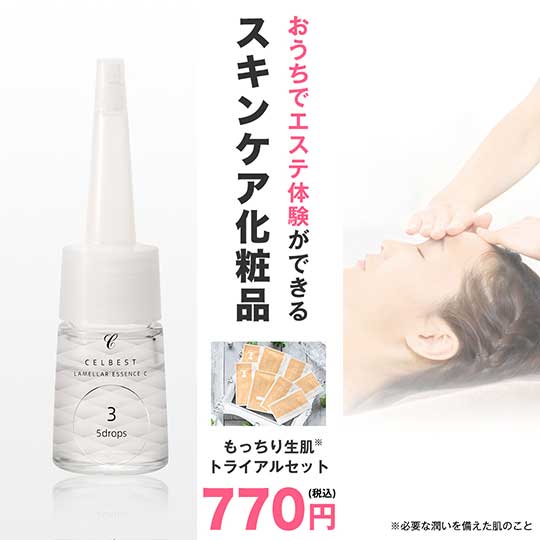 おうちでエステ体験ができる
スキンケア化粧品
CELBEST
LAMELLAR ESSENCE C
3
5drops
もっちり生肌※
トライアルセット
770円(税込)
※必要な潤いを備えた肌のこと